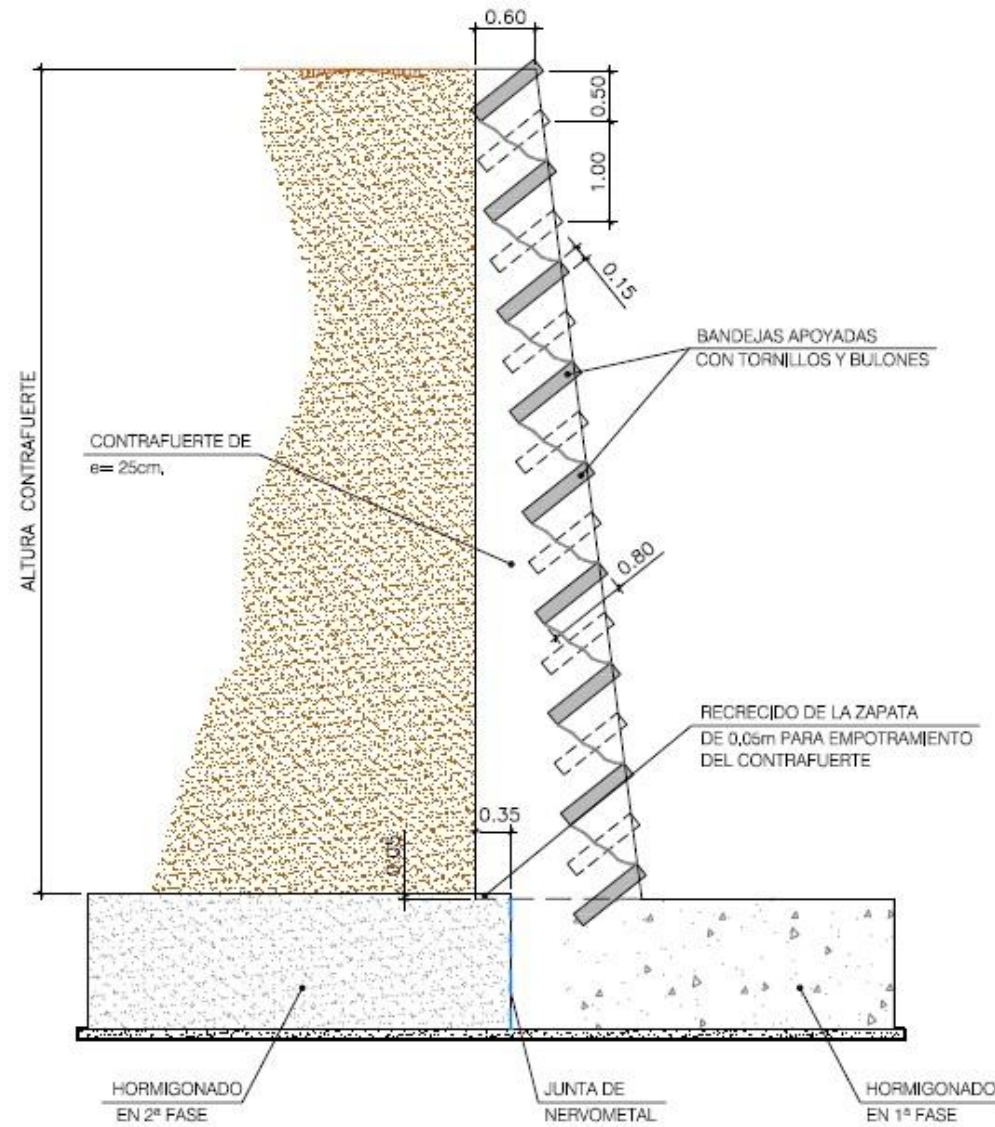 0.60
0.50
1.00
0.15
BANDEJAS APOYADAS
CON TORNILLOS Y BULONES
ALTURA CONTRAFUERTE
CONTRAFUERTE DE
e= 25cm,
0.80
RECRECIDO DE LA ZAPATA
DE 0,05m PARA EMPOTRAMIENTO
DEL CONTRAFUERTE
0.35
0.05
HORMIGONADO
EN 2ª FASE
JUNTA DE
NERVOMETAL
HORMIGONADO
EN 1ª FASE